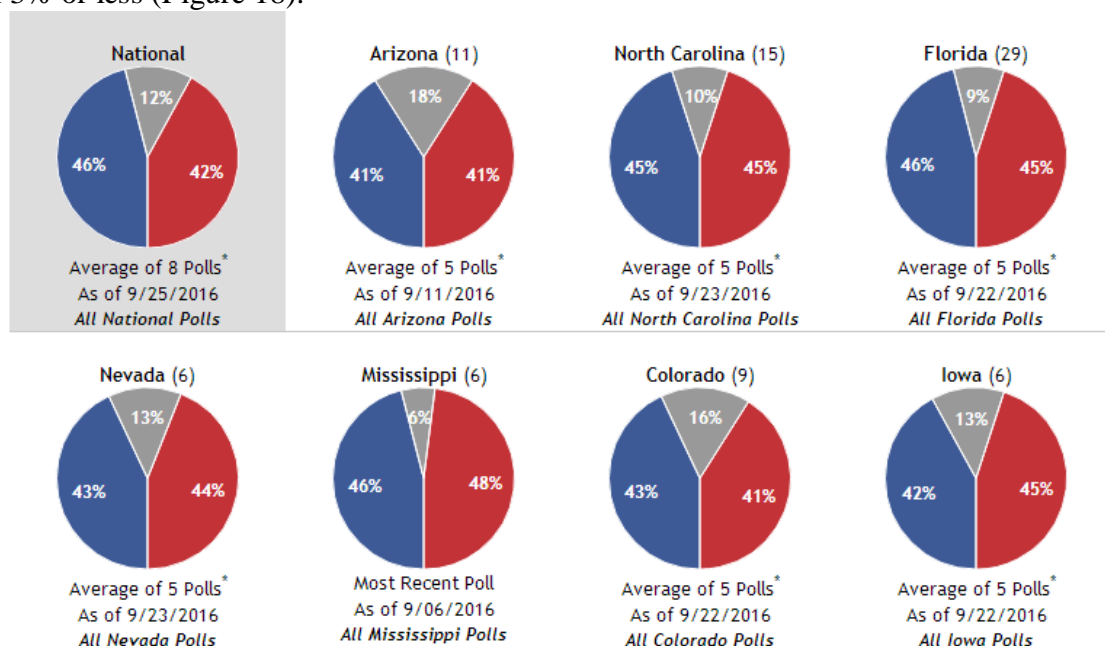 5% or less (Figure 18).
National
Arizona (11)
North Carolina (15)
Florida (29)
12%
46%
42%
18%
41%
41%
10%
45%
45%
9%
46%
45%
Average of 8 Polls*
As of 9/25/2016
All National Polls
Average of 5 Polls*
As of 9/11/2016
All Arizona Polls
Average of 5 Polls*
As of 9/23/2016
All North Carolina Polls
Average of 5 Polls*
As of 9/22/2016
All Florida Polls
Nevada (6)
Mississippi (6)
Colorado (9)
Iowa (6)
13%
43%
44%
6%
46%
48%
16%
43%
41%
13%
42%
45%
Average of 5 Polls*
As of 9/23/2016
All Nevada Polls
Most Recent Poll
As of 9/06/2016
All Mississippi Polls
Average of 5 Polls*
As of 9/22/2016
All Colorado Polls
Average of 5 Polls*
As of 9/22/2016
All Iowa Polls